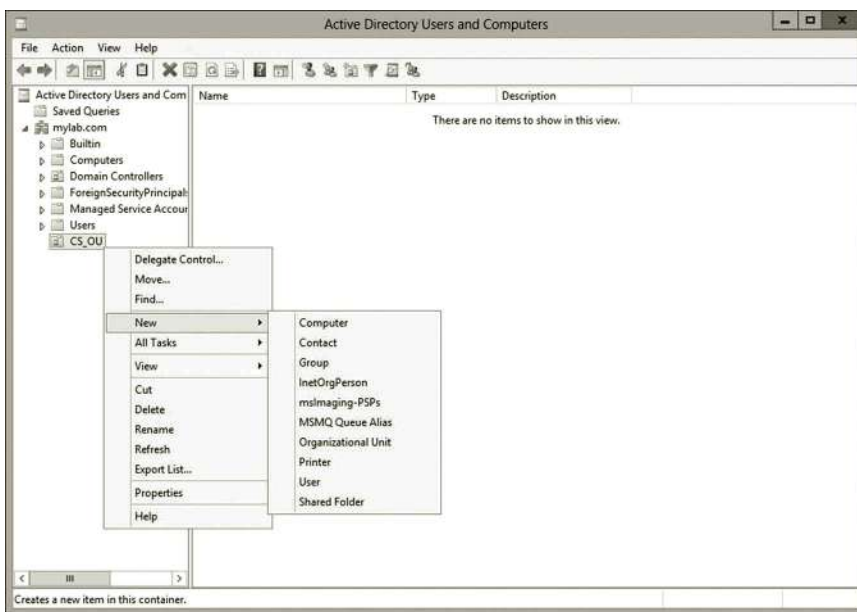 Active Directory Users and Computers
File Action View Help
Active Directory Users and Com
Name Type Description
Saved Queries
There are no items to show in this view.
mylab.com
Builtin
Computers
Domain Controllers
ForeignSecurityPrincipals
Managed Service Accour
Users
CS_OU
Delegate Control...
Move...
Find...
New
All Tasks
View
Cut
Delete
Rename
Refresh
Export List...
Properties
Help
Computer
Contact
Group
InetOrgPerson
msImaging-PSPs
MSMQ Queue Alias
Organizational Unit
Printer
User
Shared Folder
Creates a new item in this container.